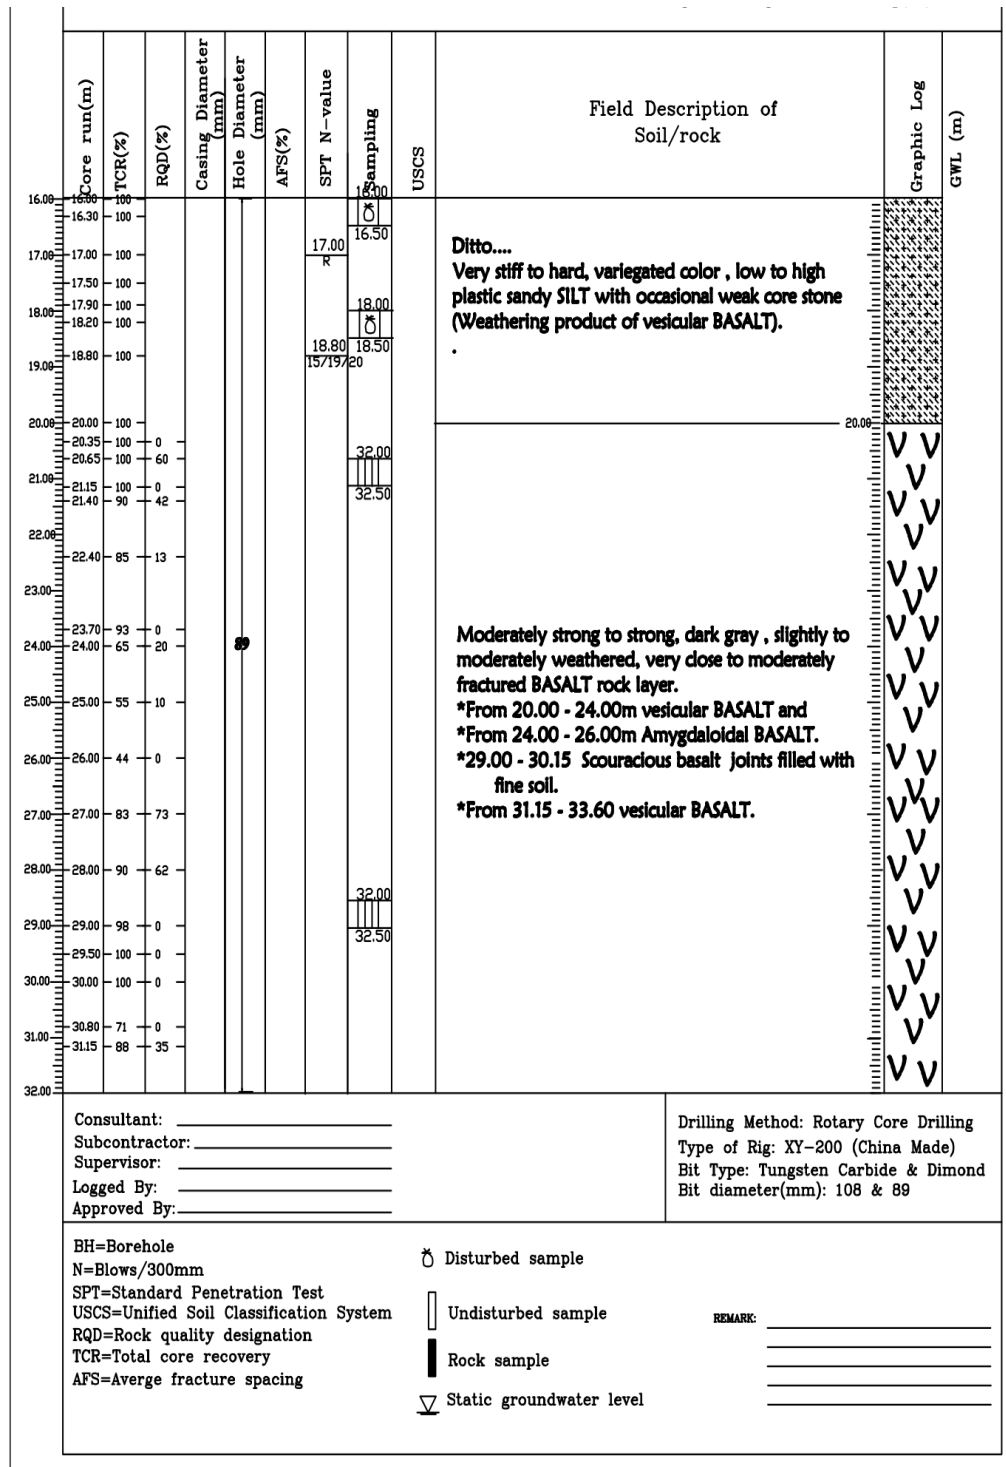 Core run(m)
TCR(%)
RQD(%)
Casing Diameter
(mm)
Hole Diameter
(mm)
AFS(%)
SPT N-value
Sampling
USCS
Field Description of
Soil/rock
Graphic Log
GWL (m)
16.00 16.00 100 16.00
16.30 100
16.50
17.00
17.00 17.00 100 R
17.50 100
17.90 100 18.00
18.00
18.20 100
18.80 18.50
18.80 100 15/19/20
19.00
Ditto....
Very stiff to hard, variegated color , low to high
plastic sandy SILT with occasional weak core stone
(Weathering product of vesicular BASALT).
.
20.00 20.00 100 20.00
20.35 100 0
32.00
20.65 100 60
21.00
21.15 100 0
32.50
21.40 90 42
22.00
22.40 85 13
23.00
23.70 93 0
24.00 24.00 65 20 89
25.00 25.00 55 10
26.00 26.00 44 0
27.00 27.00 83 73
28.00 28.00 90 62
32.00
29.00 29.00 98 0
32.50
29.50 100 0
30.00 30.00 100 0
30.80 71 0
31.00
31.15 88 35
32.00
Moderately strong to strong, dark gray , slightly to
moderately weathered, very close to moderately
fractured BASALT rock layer.
*From 20.00 - 24.00m vesicular BASALT and
*From 24.00 - 26.00m Amygdaloidal BASALT.
*29.00 - 30.15 Scouracious basalt joints filled with
fine soil.
*From 31.15 - 33.60 vesicular BASALT.
Consultant:
Subcontractor:
Supervisor:
Logged By:
Approved By:
Drilling Method: Rotary Core Drilling
Type of Rig: XY-200 (China Made)
Bit Type: Tungsten Carbide & Dimond
Bit diameter(mm): 108 & 89
BH=Borehole
N=Blows/300mm
SPT=Standard Penetration Test
USCS=Unified Soil Classification System
RQD=Rock quality designation
TCR=Total core recovery
AFS=Averge fracture spacing
Disturbed sample
Undisturbed sample
Rock sample
Static groundwater level
REMARK: